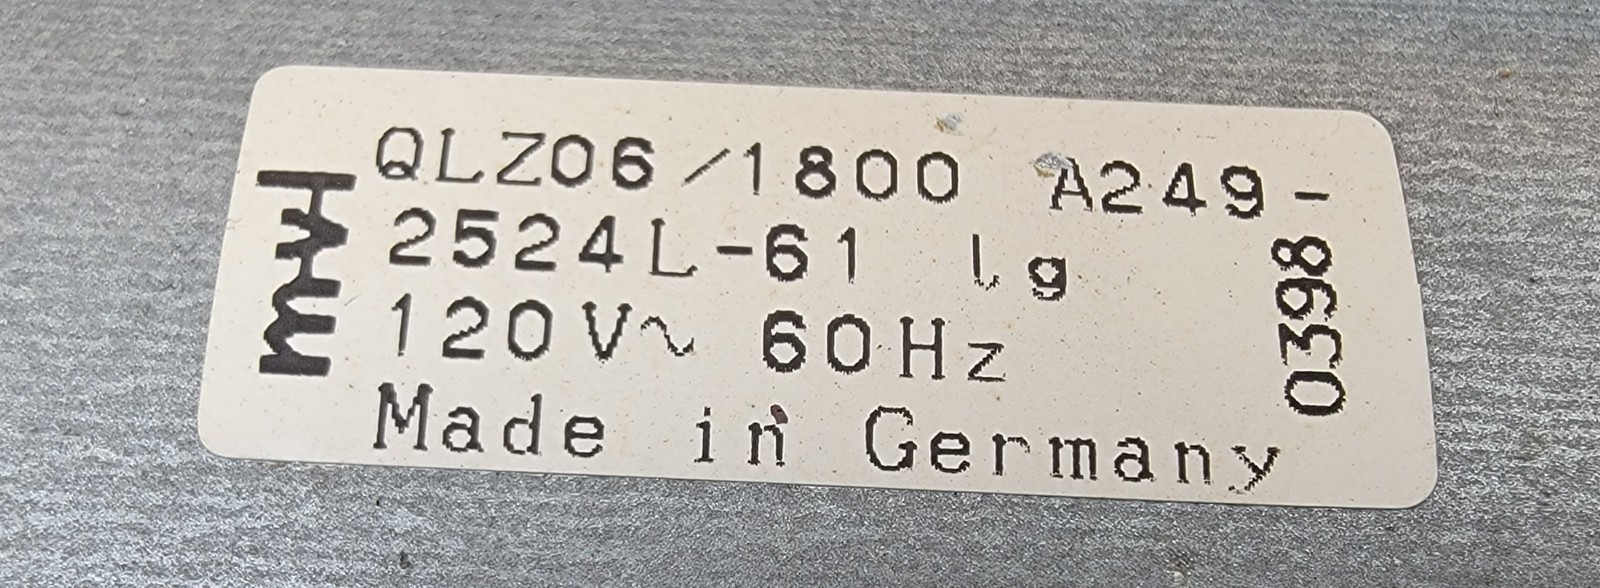 QLZ06/1800 A249-
2524L-61 lg
120V~ 60Hz
Made in Germany
0398